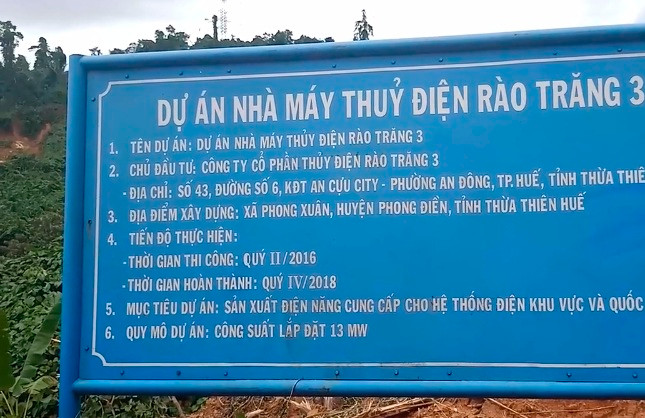 DỰ ÁN NHÀ MÁY THUỶ ĐIỆN RÀO TRĂNG 3
1. TÊN DỰ ÁN: DỰ ÁN NHÀ MÁY THỦY ĐIỆN RÀO TRĂNG 3
2. CHỦ ĐẦU TƯ: CÔNG TY CỔ PHẦN THỦY ĐIỆN RÀO TRĂNG 3
- ĐỊA CHỈ: SỐ 43, ĐƯỜNG SỐ 6, KĐT AN CỰU CITY - PHƯỜNG AN ĐÔNG, TP.HUẾ, TỈNH THỪA THIÊ
3. ĐỊA ĐIỂM XÂY DỰNG: XÃ PHONG XUÂN, HUYỆN PHONG ĐIỀN, TỈNH THỪA THIÊN HUẾ
4. TIẾN ĐỘ THỰC HIỆN:
- THỜI GIAN THI CÔNG: QUÝ II/2016
- THỜI GIAN HOÀN THÀNH: QUÝ IV/2018
5. MỤC TIÊU DỰ ÁN: SẢN XUẤT ĐIỆN NĂNG CUNG CẤP CHO HỆ THỐNG ĐIỆN KHU VỰC VÀ QUỐC
6. QUY MÔ DỰ ÁN: CÔNG SUẤT LẮP ĐẶT 13 MW